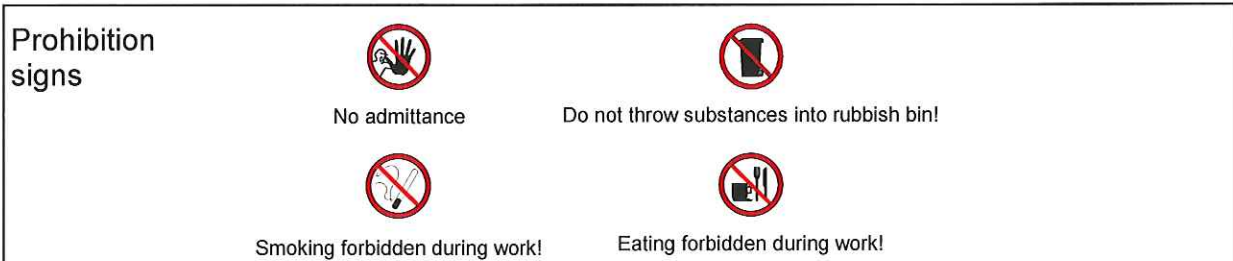 Prohibition
signs
No admittance
Do not throw substances into rubbish bin!
Smoking forbidden during work!
Eating forbidden during work!